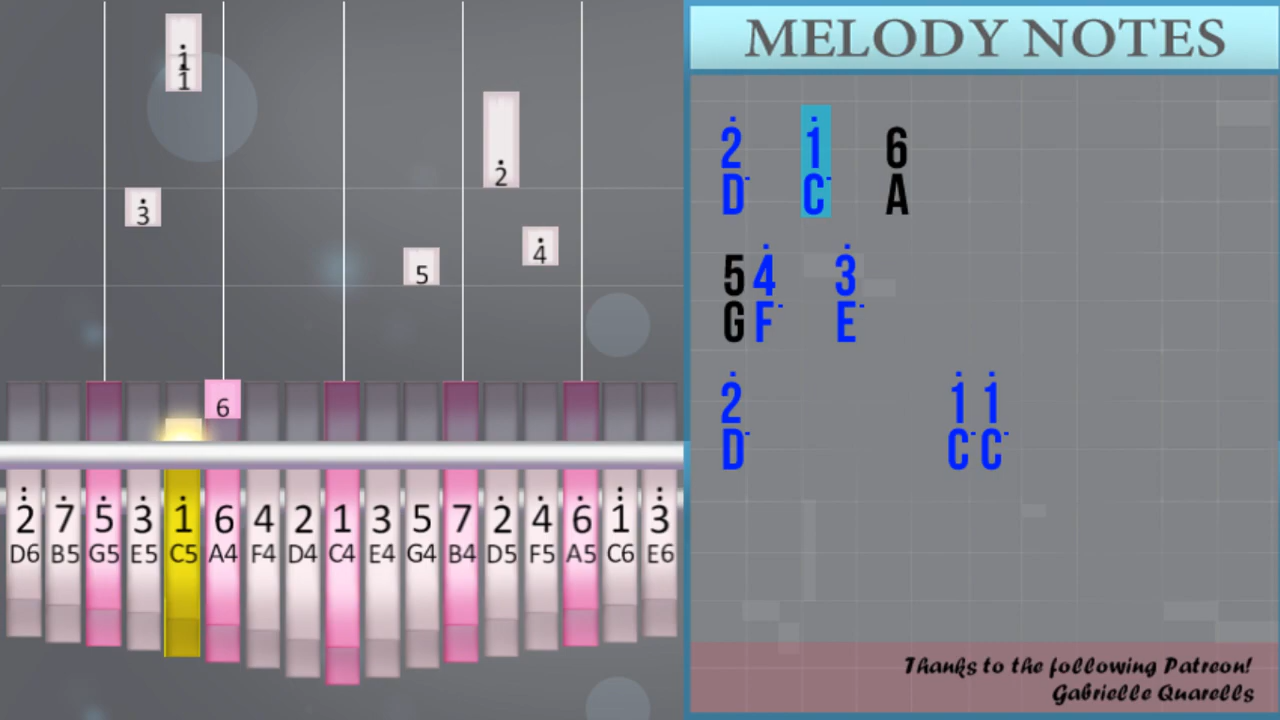 MELODY NOTES
i
1
2̇
3̇
4̇
5
6
2̇ 1̇ 6
D· C· A
5 4̇ 3̇
G F· E·
2̇ 1̇ 1̇
D· C· C·
2̈ 7̇ 5̇ 3̇ 1̇ 6 4 2 1 3 5 7 2̇ 4̇ 6̇ 1̈ 3̈
D6 B5 G5 E5 C5 A4 F4 D4 C4 E4 G4 B4 D5 F5 A5 C6 E6
Thanks to the following Patreon!
Gabrielle Quarells